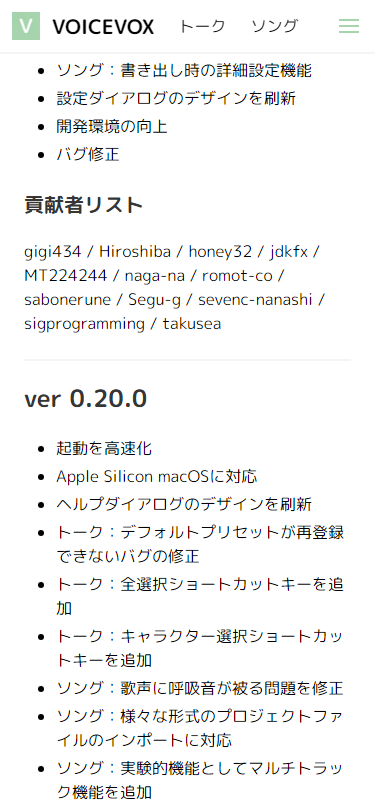 V VOICEVOX トーク ソング
ソング：書き出し時の詳細設定機能
設定ダイアログのデザインを刷新
開発環境の向上
バグ修正
貢献者リスト
gigi434 / Hiroshiba / honey32 / jdkfx /
MT224244 / naga-na / romot-co /
sabonerune / Segu-g / sevenc-nanashi /
sigprogramming / takusea
ver 0.20.0
起動を高速化
Apple Silicon macOSに対応
ヘルプダイアログのデザインを刷新
トーク：デフォルトプリセットが再登録
できないバグの修正
トーク：全選択ショートカットキーを追
加
トーク：キャラクター選択ショートカッ
トキーを追加
ソング：歌声に呼吸音が被る問題を修正
ソング：様々な形式のプロジェクトファ
イルのインポートに対応
ソング：実験的機能としてマルチトラッ
ク機能を追加